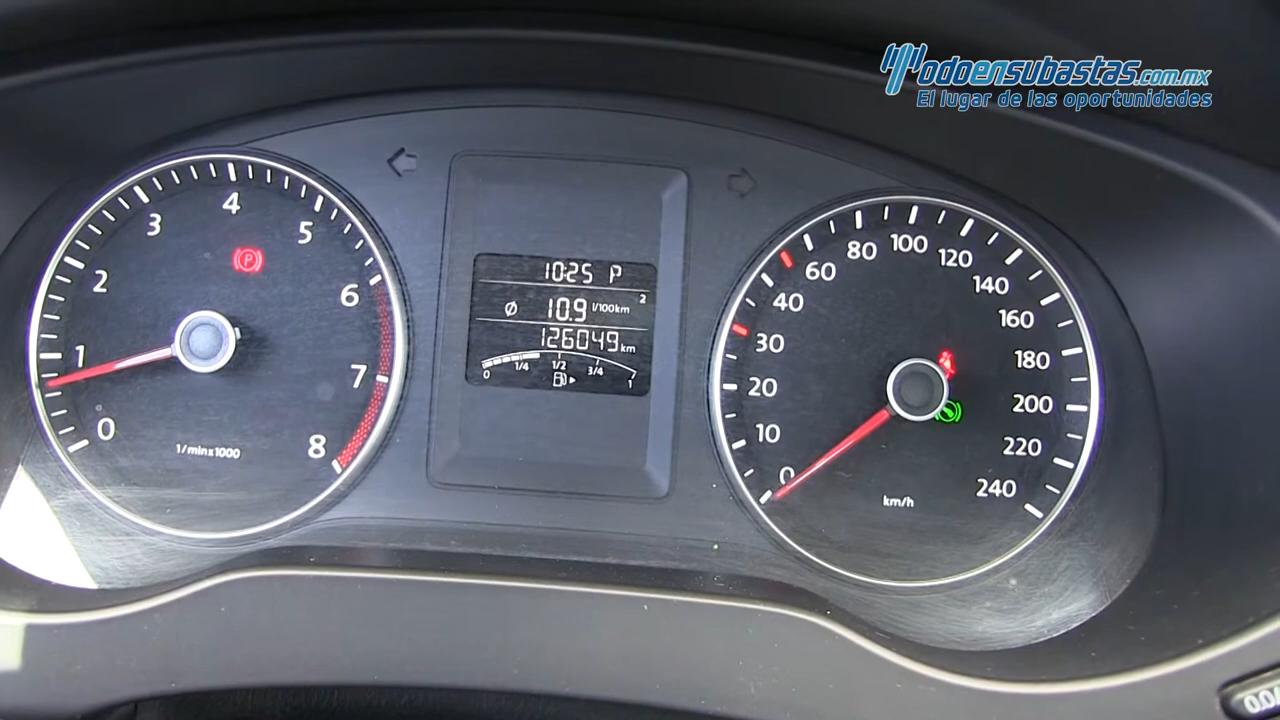 Todoensubastas.com.mx
El lugar de las oportunidades
0 1 2 3 4 5 6 7 8
(P)
1/min x 1000
10:25 P
2
Ø 10.9 l/100km
126049 km
0 1/4 1/2 3/4 1
0 10 20 30 40 60 80 100 120 140 160 180 200 220 240
km/h
0.0/